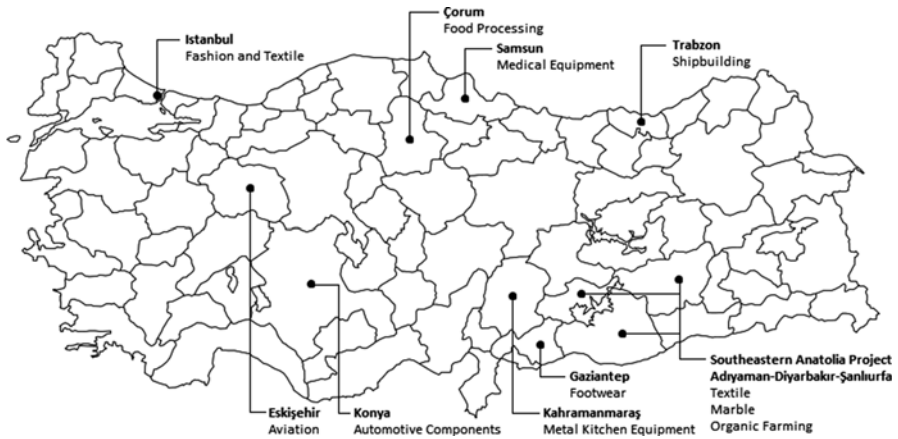 Çorum
Food Processing
Istanbul
Fashion and Textile
Samsun
Medical Equipment
Trabzon
Shipbuilding
Southeastern Anatolia Project
Adıyaman-Diyarbakır-Şanlıurfa
Textile
Marble
Organic Farming
Gaziantep
Footwear
Eskişehir
Aviation
Konya
Automotive Components
Kahramanmaraş
Metal Kitchen Equipment